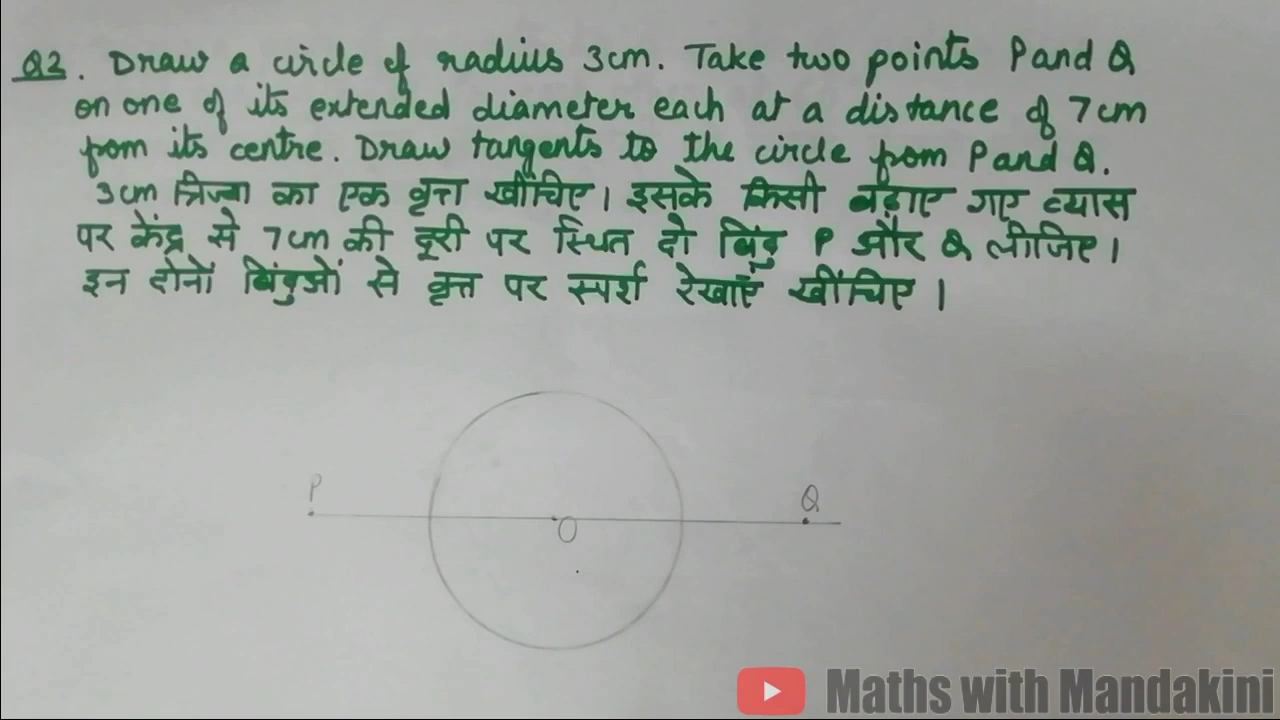 Q2. Draw a circle of radius 3cm. Take two points P and Q
on one of its extended diameter each at a distance of 7cm
from its centre. Draw tangents to the circle from P and Q.
3cm त्रिज्या का एक वृत्त खींचिए। इसके किसी बढ़ाए गए व्यास
पर केंद्र से 7cm की दूरी पर स्थित दो बिंदु P और Q लीजिए।
इन दोनों बिंदुओं से वृत्त पर स्पर्श रेखाएँ खींचिए।
P
Q
O
Maths with Mandakini